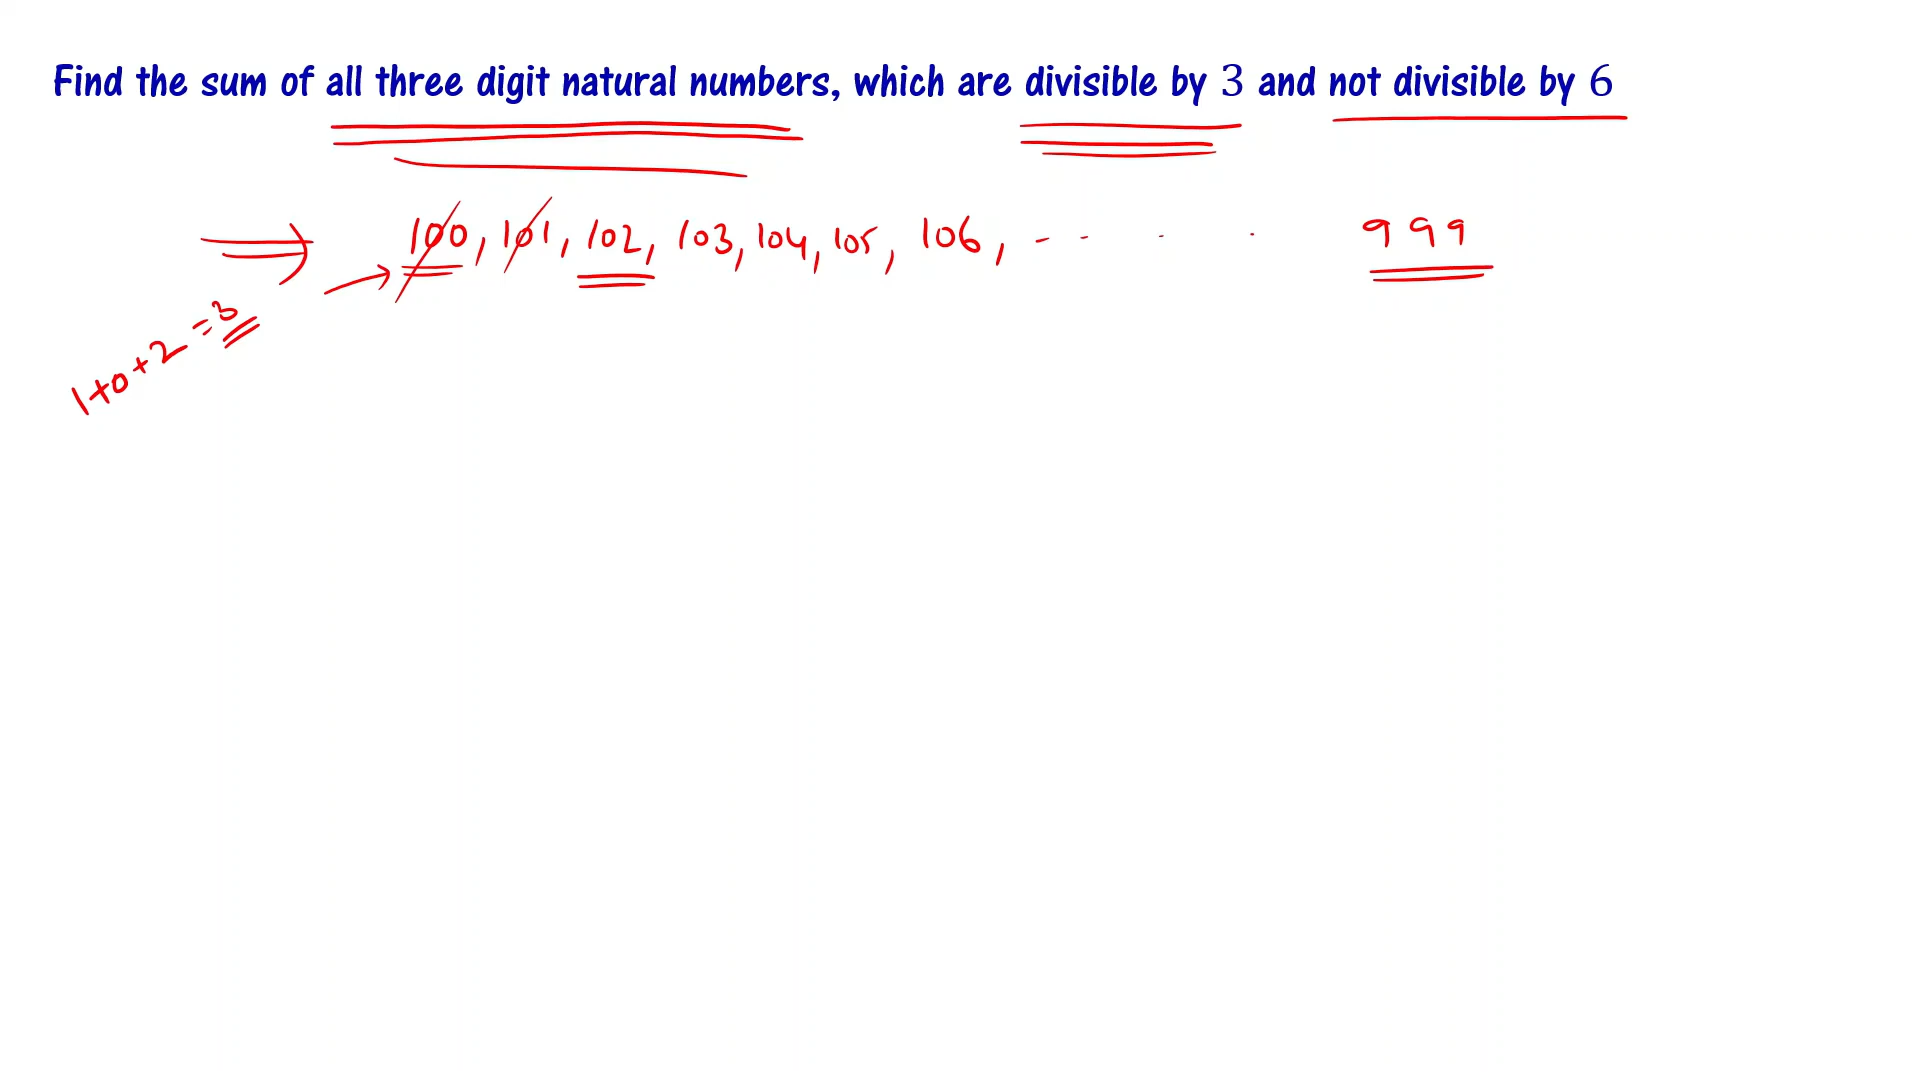 Find the sum of all three digit natural numbers, which are divisible by 3 and not divisible by 6
100, 101, 102, 103, 104, 105, 106, - - . . 999
1+0+2 = 3